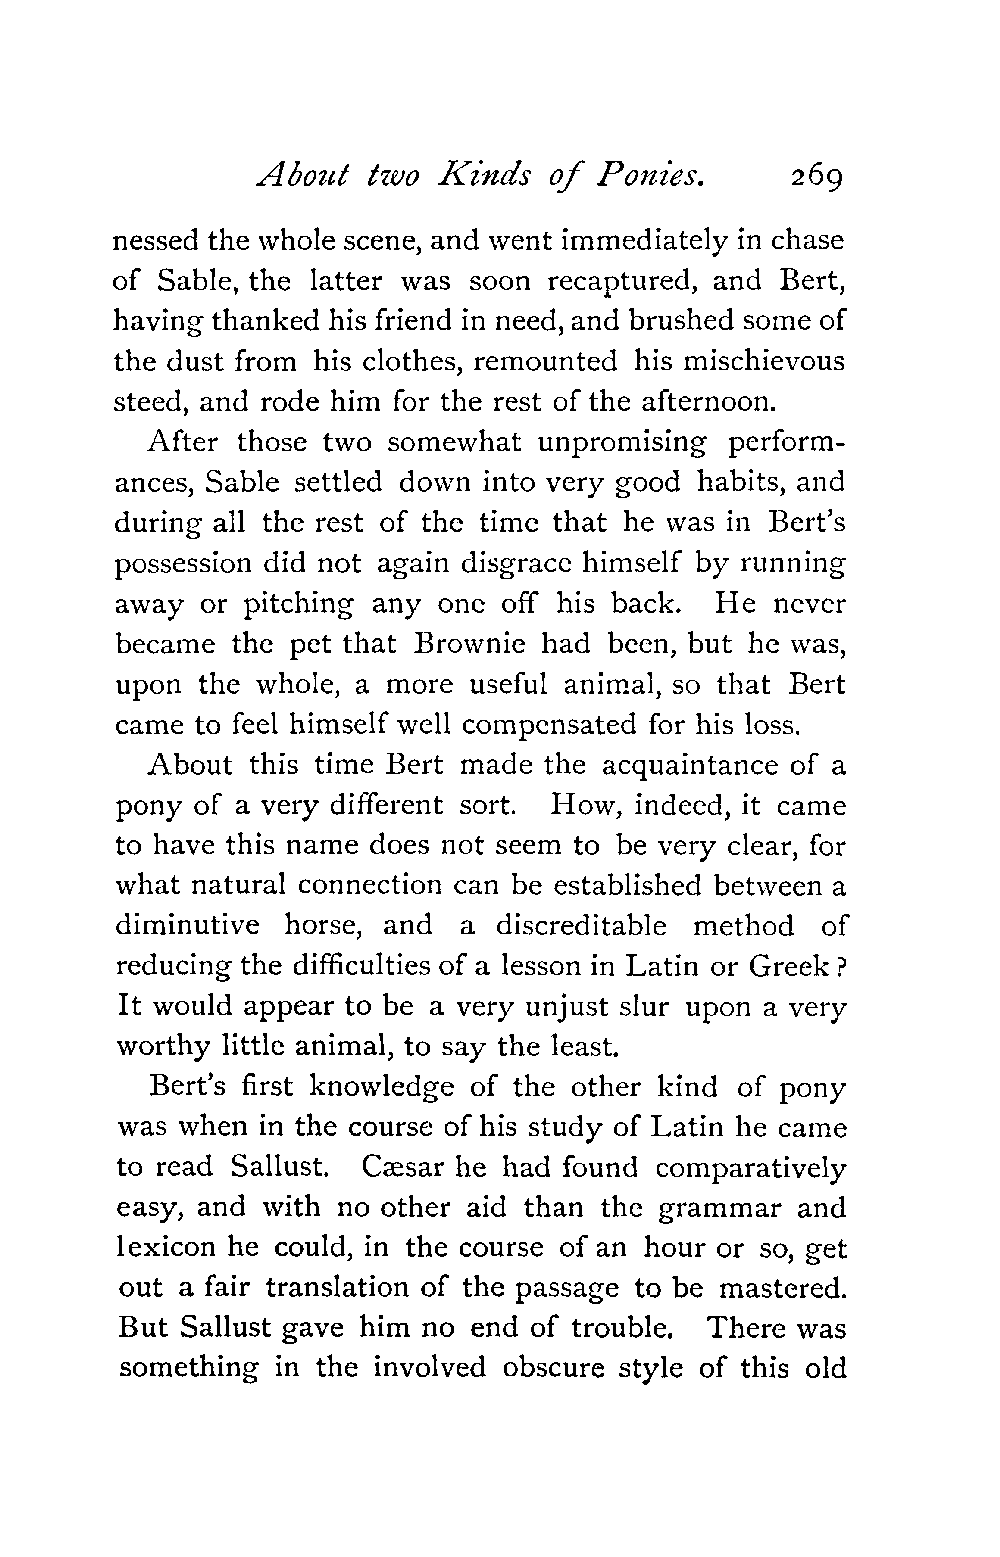 About two Kinds of Ponies. 269
nessed the whole scene, and went immediately in chase
of Sable, the latter was soon recaptured, and Bert,
having thanked his friend in need, and brushed some of
the dust from his clothes, remounted his mischievous
steed, and rode him for the rest of the afternoon.
After those two somewhat unpromising perform-
ances, Sable settled down into very good habits, and
during all the rest of the time that he was in Bert's
possession did not again disgrace himself by running
away or pitching any one off his back. He never
became the pet that Brownie had been, but he was,
upon the whole, a more useful animal, so that Bert
came to feel himself well compensated for his loss.
About this time Bert made the acquaintance of a
pony of a very different sort. How, indeed, it came
to have this name does not seem to be very clear, for
what natural connection can be established between a
diminutive horse, and a discreditable method of
reducing the difficulties of a lesson in Latin or Greek?
It would appear to be a very unjust slur upon a very
worthy little animal, to say the least.
Bert's first knowledge of the other kind of pony
was when in the course of his study of Latin he came
to read Sallust. Cæsar he had found comparatively
easy, and with no other aid than the grammar and
lexicon he could, in the course of an hour or so, get
out a fair translation of the passage to be mastered.
But Sallust gave him no end of trouble. There was
something in the involved obscure style of this old